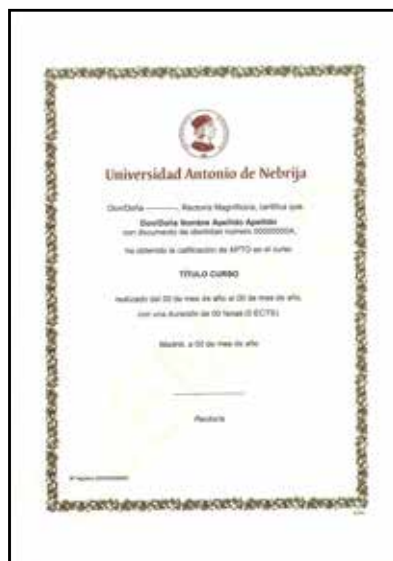 Universidad Antonio de Nebrija
Don/Doña ————, Rectora Magnífica, certifica que
Don/Doña Nombre Apellido Apellido
con documento de identidad número 00000000A,
ha obtenido la calificación de APTO en el curso
TÍTULO CURSO
realizado del 00 de mes de año al 00 de mes de año,
con una duración de 00 horas (0 ECTS)
Madrid, a 00 de mes de año
Rectora